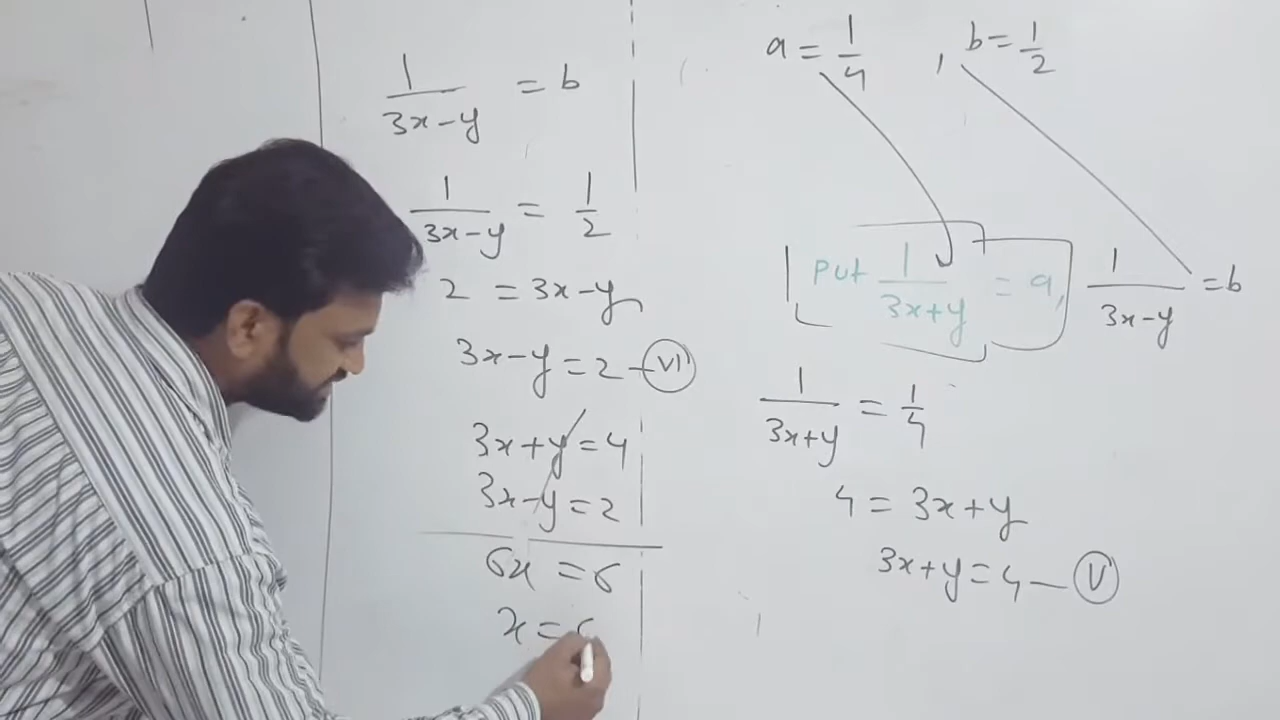 1/(3x-y) = b
1/(3x-y) = 1/2
2 = 3x-y
3x-y = 2 - VI
3x+y = 4
3x-y = 2
6x = 6
x =
a = 1/4 , b = 1/2
Put 1/(3x+y) = a, 1/(3x-y) = b
1/(3x+y) = 1/4
4 = 3x+y
3x+y = 4 - V